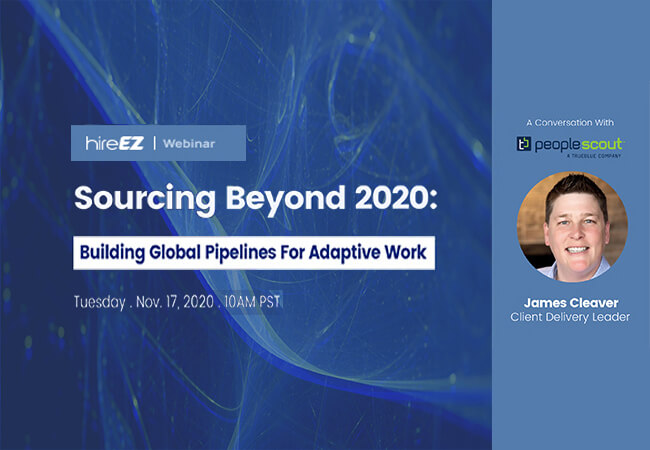 hireEZ | Webinar
Sourcing Beyond 2020:
Building Global Pipelines For Adaptive Work
Tuesday . Nov. 17, 2020 . 10AM PST
A Conversation With
peoplescout
A TRUEBLUE COMPANY
James Cleaver
Client Delivery Leader